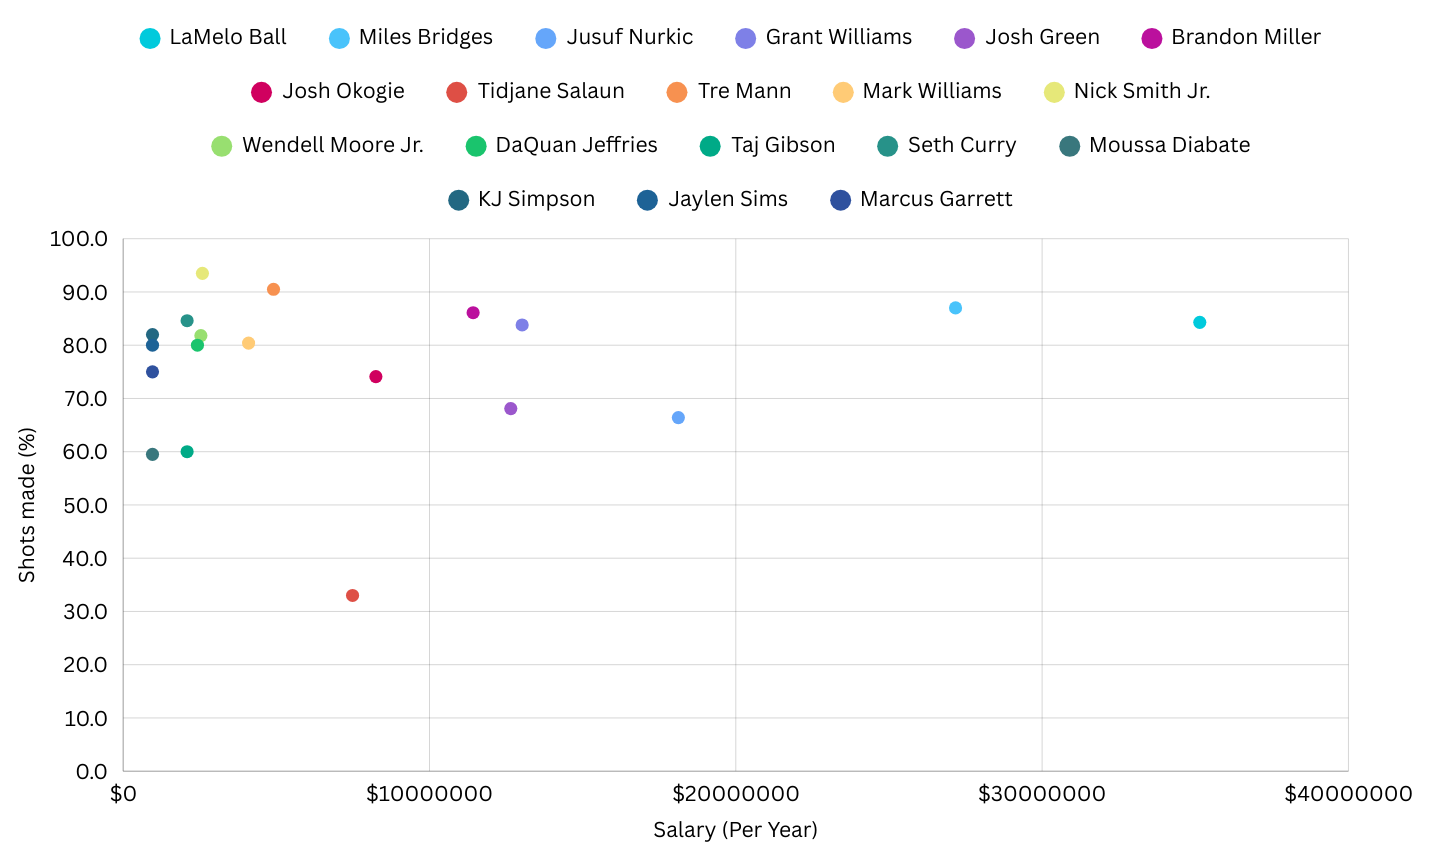 LaMelo Ball Miles Bridges Jusuf Nurkic Grant Williams Josh Green Brandon Miller
Josh Okogie Tidjane Salaun Tre Mann Mark Williams Nick Smith Jr.
Wendell Moore Jr. DaQuan Jeffries Taj Gibson Seth Curry Moussa Diabate
KJ Simpson Jaylen Sims Marcus Garrett
100.0
90.0
80.0
70.0
60.0
50.0
40.0
30.0
20.0
10.0
0.0
Shots made (%)
$0 $10000000 $20000000 $30000000 $40000000
Salary (Per Year)